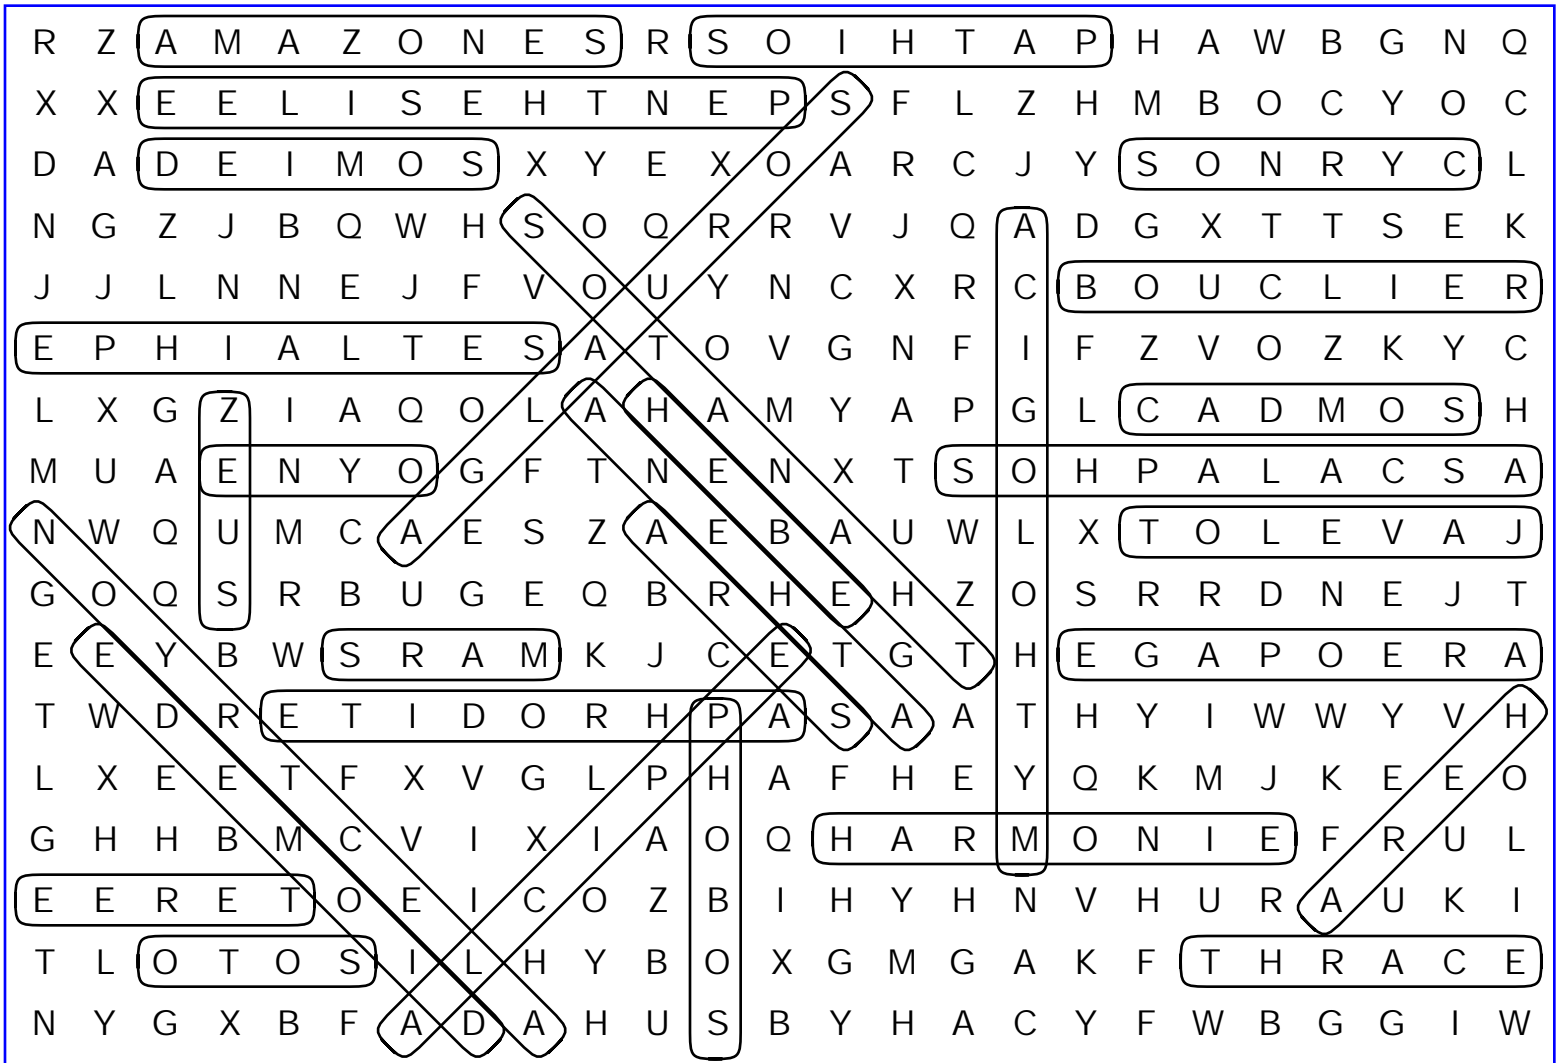 R Z A M A Z O N E S R S O I H T A P H A W B G N Q
X X E E L I S E H T N E P S F L Z H M B O C Y O C
D A D E I M O S X Y E X O A R C J Y S O N R Y C L
N G Z J B Q W H S O Q R R V J Q A D G X T T S E K
J J L N N E J F V O U Y N C X R C B O U C L I E R
E P H I A L T E S A T O V G N F I F Z V O Z K Y C
L X G Z I A Q O L A H A M Y A P G L C A D M O S H
M U A E N Y O G F T N E N X T S O H P A L A C S A
N W Q U M C A E S Z A E B A U W L X T O L E V A J
G O Q S R B U G E Q B R H E H Z O S R R D N E J T
E E Y B W S R A M K J C E T G T H E G A P O E R A
T W D R E T I D O R H P A S A A T H Y I W W Y V H
L X E E T F X V G L P H A F H E Y Q K M J K E E O
G H H B M C V I X I A O Q H A R M O N I E F R U L
E E R E T O E I C O Z B I H Y H N V H U R A U K I
T L O T O S I L H Y B O X G M G A K F T H R A C E
N Y G X B F A D A H U S B Y H A C Y F W B G G I W